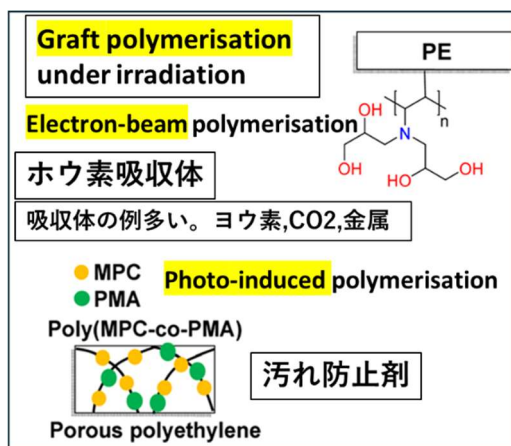 Graft polymerisation
under irradiation
PE
Electron-beam polymerisation
n
OH
N
OH
HO
OH
ホウ素吸収体
吸収体の例多い。ヨウ素,CO2,金属
MPC
PMA
Photo-induced polymerisation
Poly(MPC-co-PMA)
汚れ防止剤
Porous polyethylene